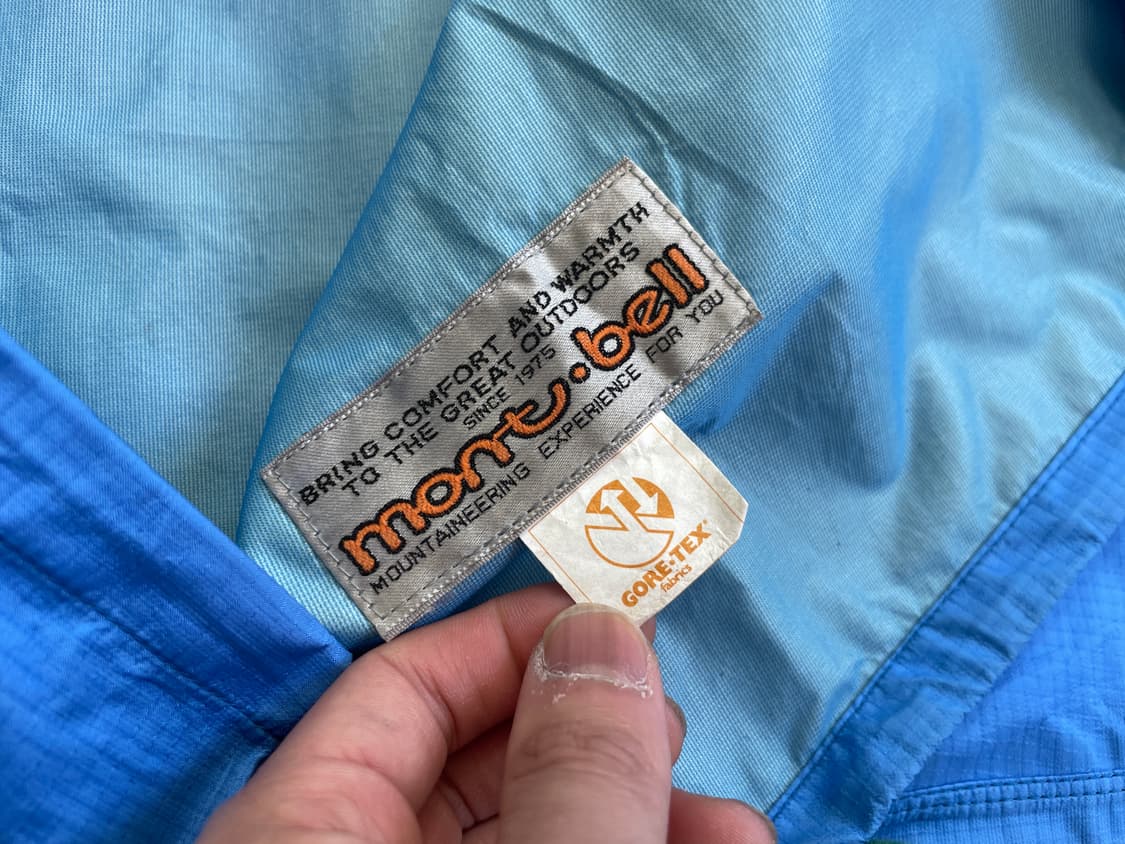 BRING COMFORT AND WARMTH
TO THE GREAT OUTDOORS
SINCE 1975
mont·bell
MOUNTAINEERING EXPERIENCE FOR YOU
GORE-TEX®
fabrics